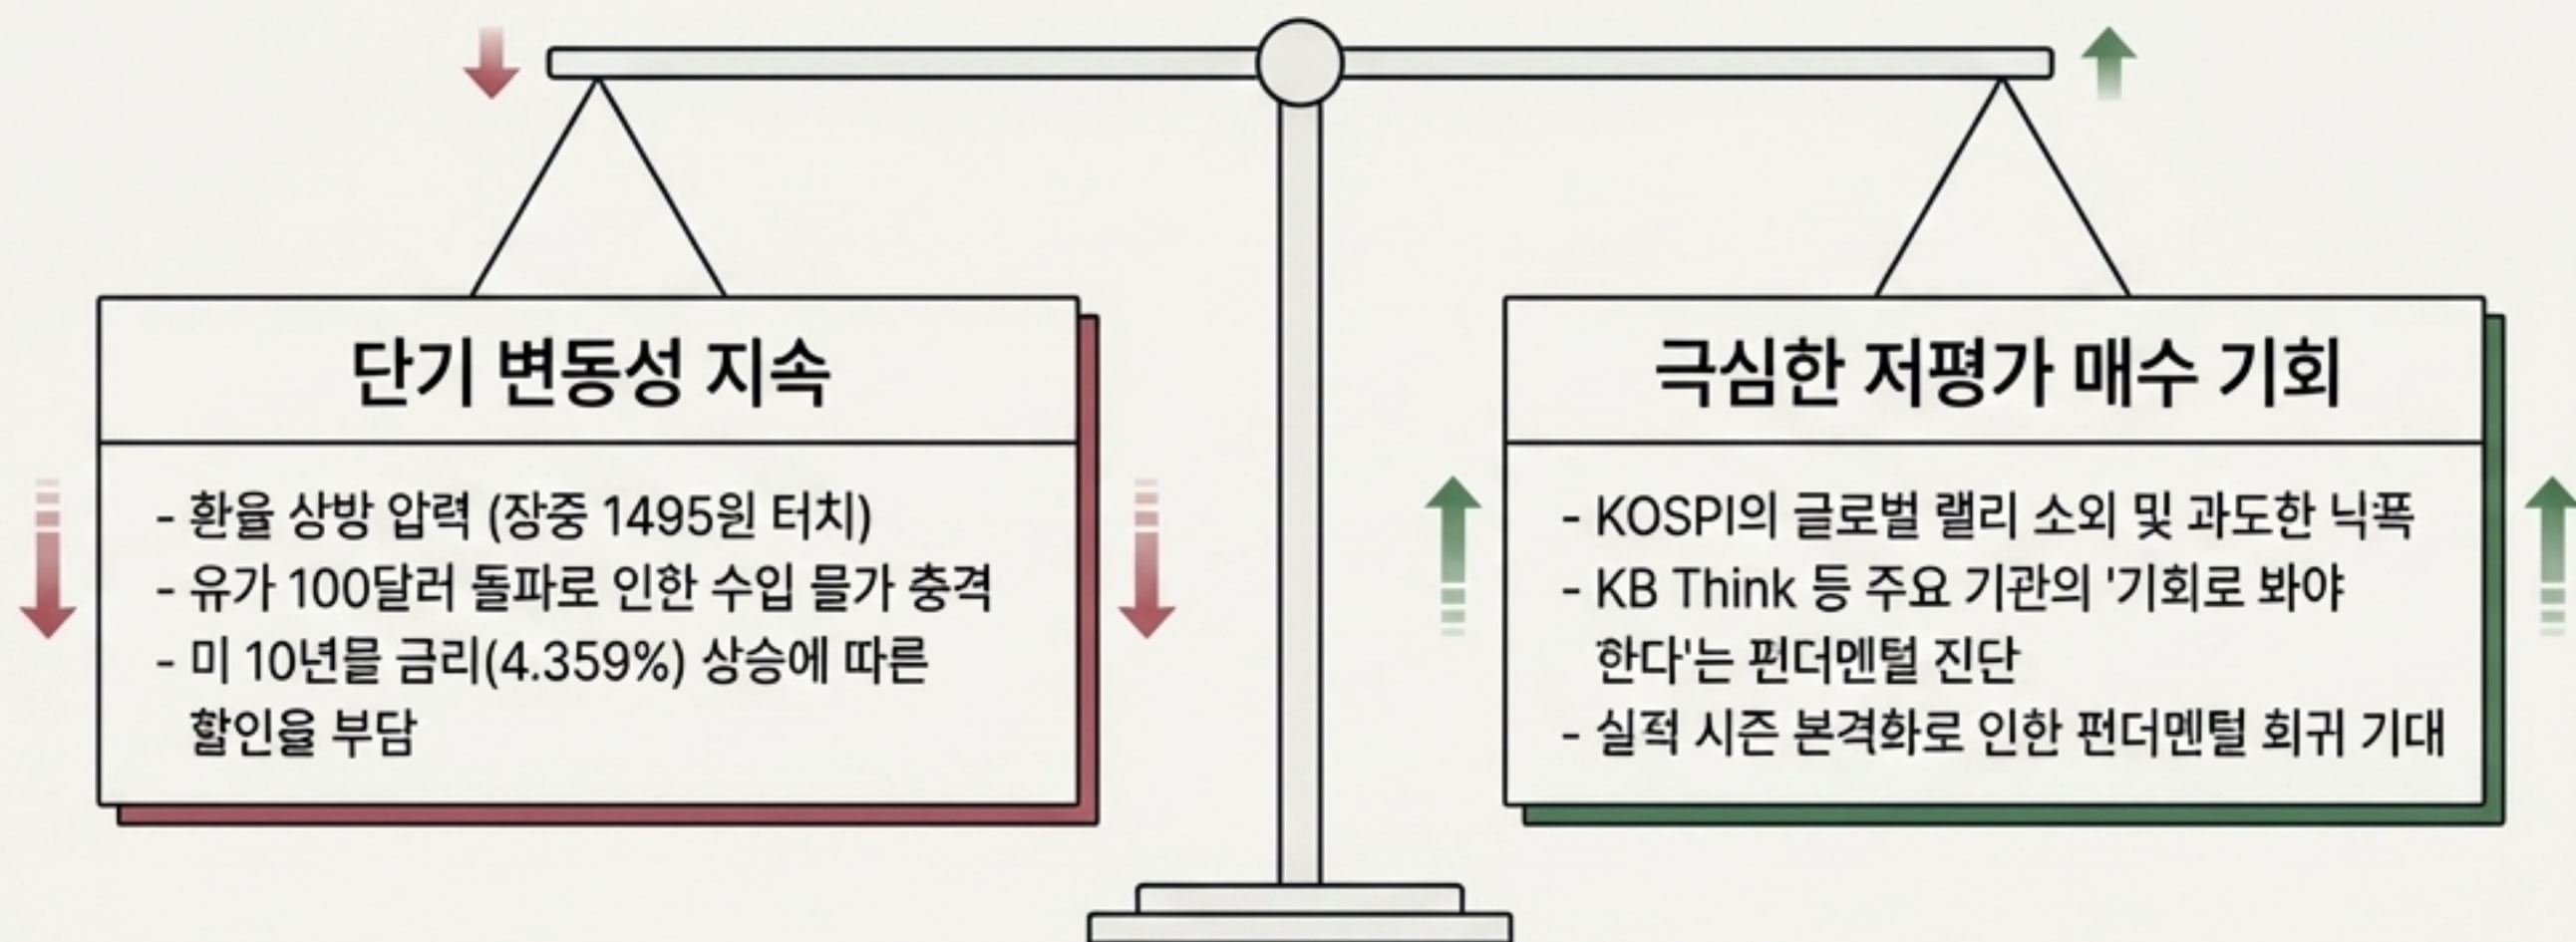 단기 변동성 지속
- 환율 상방 압력 (장중 1495원 터치)
- 유가 100달러 돌파로 인한 수입 물가 충격
- 미 10년물 금리(4.359%) 상승에 따른
할인율 부담
극심한 저평가 매수 기회
- KOSPI의 글로벌 랠리 소외 및 과도한 낙폭
- KB Think 등 주요 기관의 '기회로 봐야
한다'는 펀더멘털 진단
- 실적 시즌 본격화로 인한 펀더멘털 회귀 기대